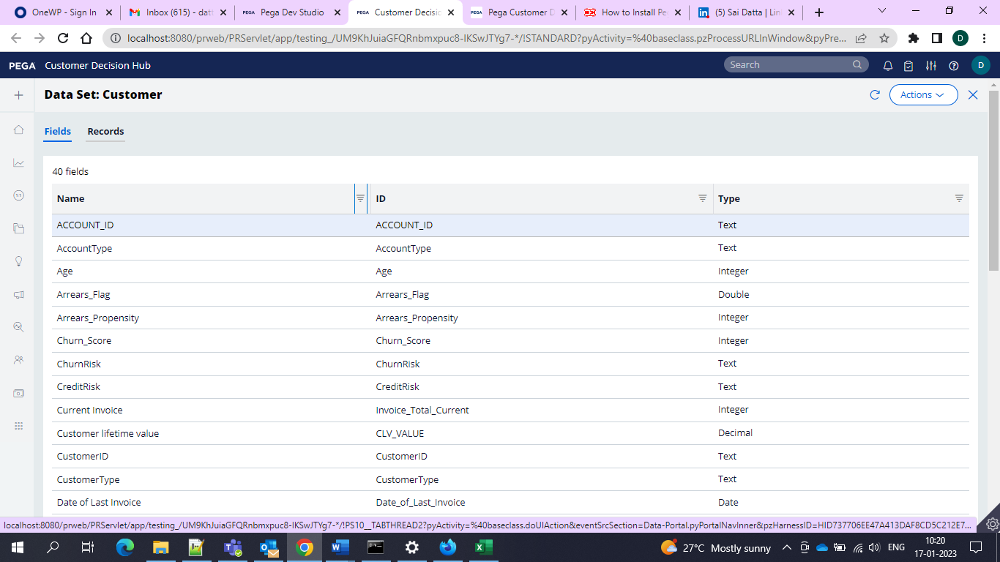 OneWP - Sign In
Inbox (615) - datt
PEGA Pega Dev Studio
PEGA Customer Decisio
PEGA Pega Customer D
How to Install Pe
(5) Sai Datta | Lin
localhost:8080/prweb/PRServlet/app/testing_/UM9KhJuiaGFQRnbmxpuc8-IKSwJTYg7-*/!STANDARD?pyActivity=%40baseclass.pzProcessURLInWindow&pyPre...
D
PEGA Customer Decision Hub
Search
D
Data Set: Customer
Actions
Fields Records
40 fields
Name ID Type
ACCOUNT_ID ACCOUNT_ID Text
AccountType AccountType Text
Age Age Integer
Arrears_Flag Arrears_Flag Double
Arrears_Propensity Arrears_Propensity Integer
Churn_Score Churn_Score Integer
ChurnRisk ChurnRisk Text
CreditRisk CreditRisk Text
Current Invoice Invoice_Total_Current Integer
Customer lifetime value CLV_VALUE Decimal
CustomerID CustomerID Text
CustomerType CustomerType Text
Date of Last Invoice Date_of_Last_Invoice Date
localhost:8080/prweb/PRServlet/app/testing_/UM9KhJuiaGFQRnbmxpuc8-IKSwJTYg7-*/!PS10__TABTHREAD2?pyActivity=%40baseclass.doUIAction&eventSrcSection=Data-Portal.pyPortalNavInner&pzHarnessID=HID737706EE47A413DAF8CD5C212E7...
27°C Mostly sunny
ENG
10:20
17-01-2023